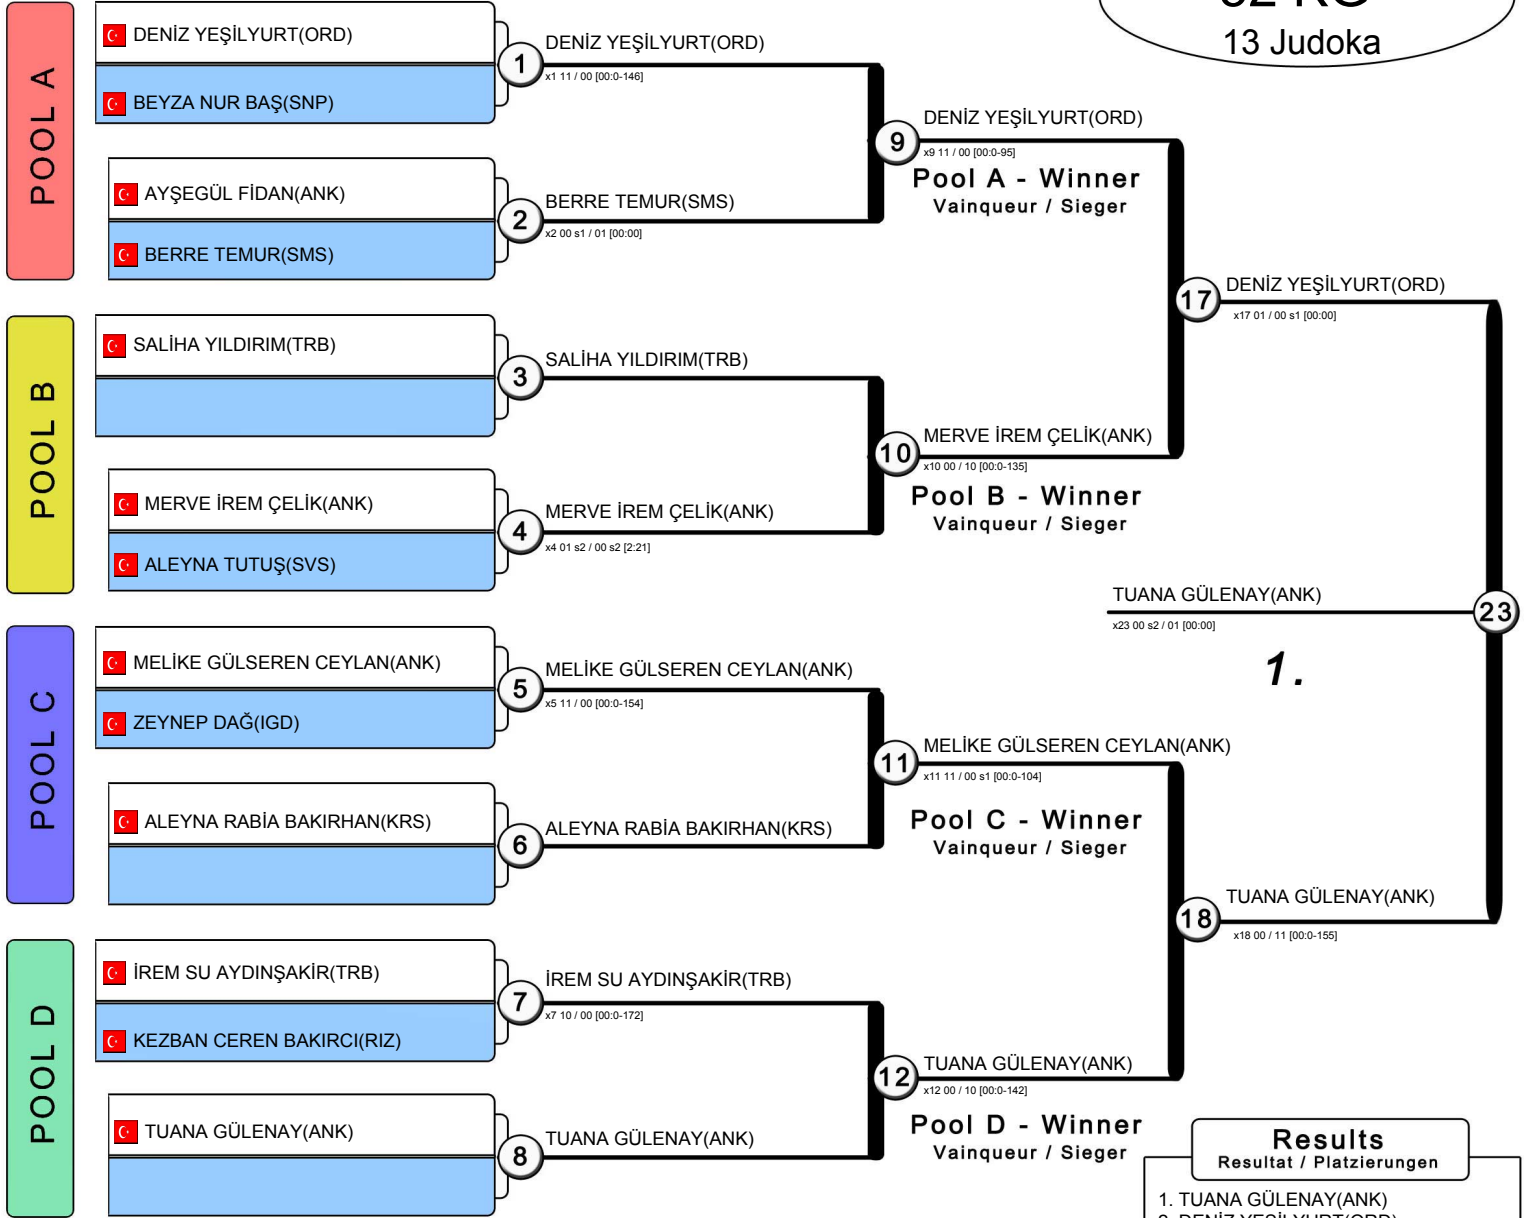 52 KG
13 Judoka
POOL A
DENİZ YEŞİLYURT(ORD)
BEYZA NUR BAŞ(SNP)
1
DENİZ YEŞİLYURT(ORD)
x1 11 / 00 [00:0-146]
AYŞEGÜL FİDAN(ANK)
BERRE TEMUR(SMS)
2
BERRE TEMUR(SMS)
x2 00 s1 / 01 [00:00]
9
DENİZ YEŞİLYURT(ORD)
x9 11 / 00 [00:0-95]
Pool A - Winner
Vainqueur / Sieger
POOL B
SALİHA YILDIRIM(TRB)
3
SALİHA YILDIRIM(TRB)
MERVE İREM ÇELİK(ANK)
ALEYNA TUTUŞ(SVS)
4
MERVE İREM ÇELİK(ANK)
x4 01 s2 / 00 s2 [2:21]
10
MERVE İREM ÇELİK(ANK)
x10 00 / 10 [00:0-135]
Pool B - Winner
Vainqueur / Sieger
17
DENİZ YEŞİLYURT(ORD)
x17 01 / 00 s1 [00:00]
POOL C
MELİKE GÜLSEREN CEYLAN(ANK)
ZEYNEP DAĞ(IGD)
5
MELİKE GÜLSEREN CEYLAN(ANK)
x5 11 / 00 [00:0-154]
ALEYNA RABİA BAKIRHAN(KRS)
6
ALEYNA RABİA BAKIRHAN(KRS)
11
MELİKE GÜLSEREN CEYLAN(ANK)
x11 11 / 00 s1 [00:0-104]
Pool C - Winner
Vainqueur / Sieger
POOL D
İREM SU AYDINŞAKİR(TRB)
KEZBAN CEREN BAKIRCI(RIZ)
7
İREM SU AYDINŞAKİR(TRB)
x7 10 / 00 [00:0-172]
TUANA GÜLENAY(ANK)
8
TUANA GÜLENAY(ANK)
12
TUANA GÜLENAY(ANK)
x12 00 / 10 [00:0-142]
Pool D - Winner
Vainqueur / Sieger
18
TUANA GÜLENAY(ANK)
x18 00 / 11 [00:0-155]
TUANA GÜLENAY(ANK)
x23 00 s2 / 01 [00:00]
23
1.
Results
Resultat / Platzierungen
1. TUANA GÜLENAY(ANK)
2. DENİZ YEŞİLYURT(ORD)